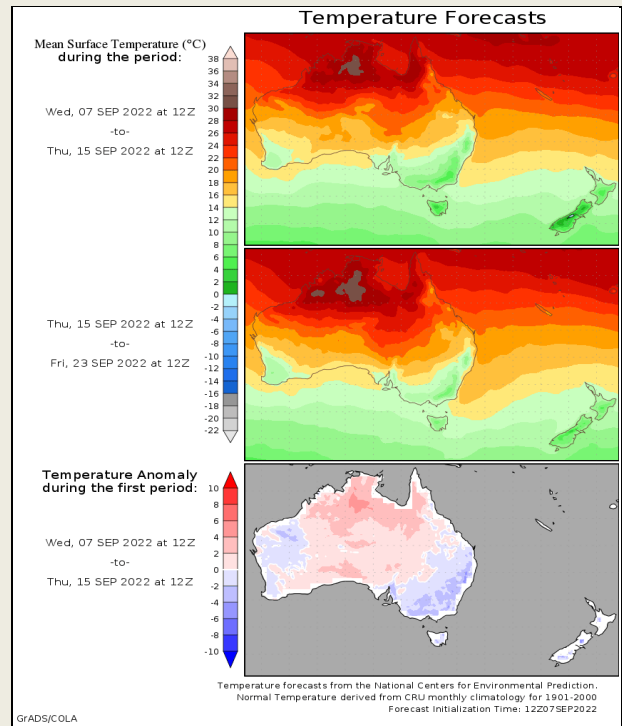 Temperature Forecasts
Mean Surface Temperature (°C)
during the period:
Wed, 07 SEP 2022 at 12Z
-to-
Thu, 15 SEP 2022 at 12Z
38
36
34
32
30
28
26
24
22
20
18
16
14
12
10
8
6
4
2
0
-2
-4
-6
-8
-10
-12
-14
-16
-18
-20
-22
Thu, 15 SEP 2022 at 12Z
-to-
Fri, 23 SEP 2022 at 12Z
Temperature Anomaly
during the first period:
Wed, 07 SEP 2022 at 12Z
-to-
Thu, 15 SEP 2022 at 12Z
10
8
6
4
2
0
-2
-4
-6
-8
-10
Temperature forecasts from the National Centers for Environmental Prediction.
Normal Temperature derived from CRU monthly climatology for 1901-2000
Forecast Initialization Time: 12Z07SEP2022
GrADS/COLA